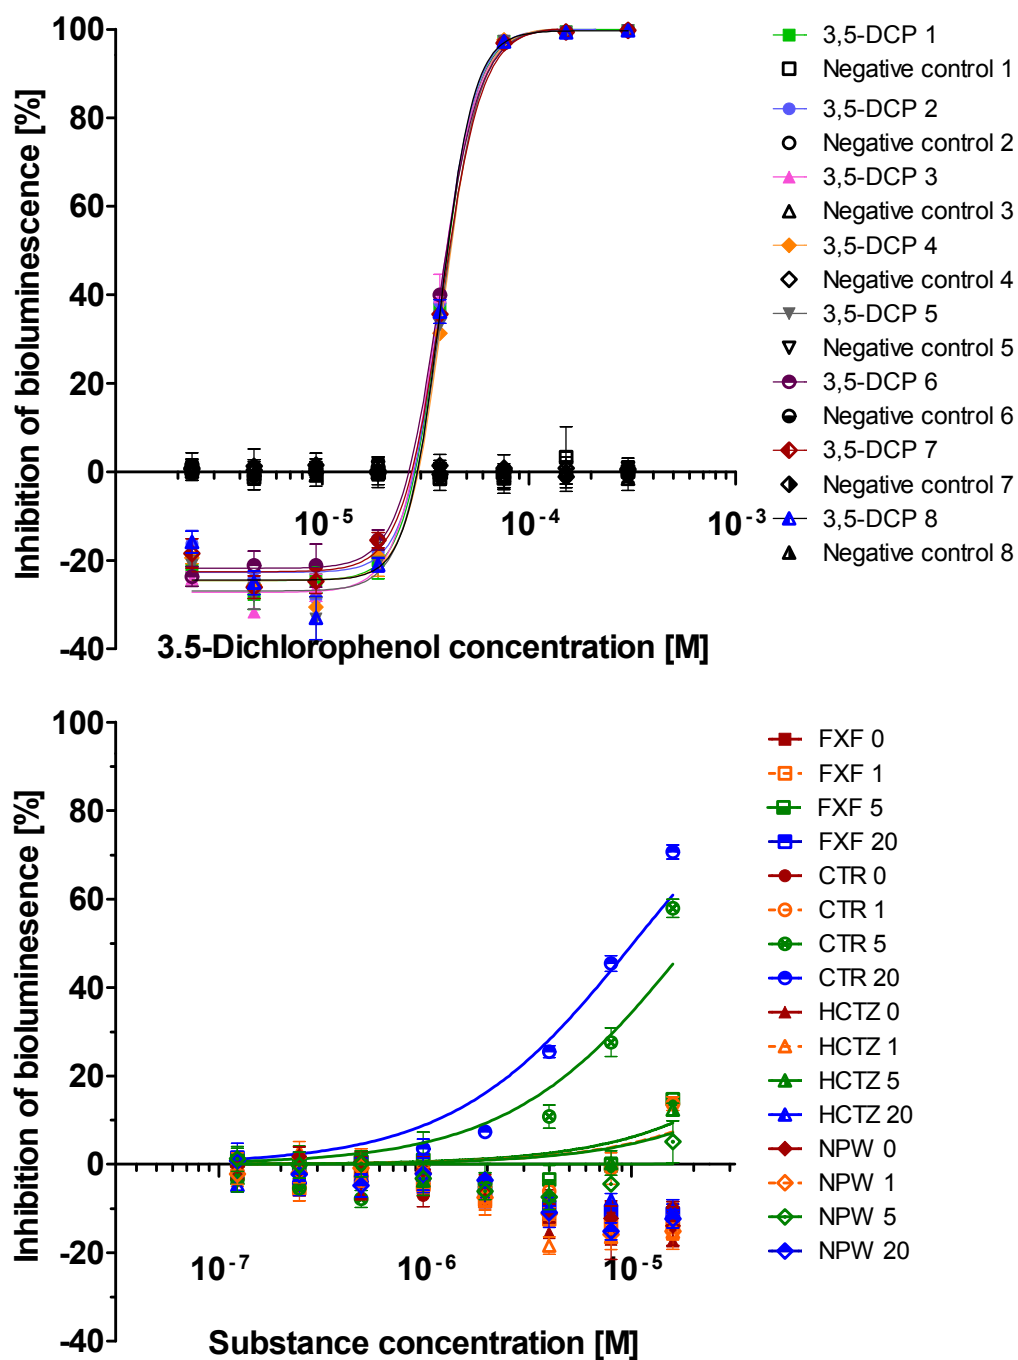 100
80
60
40
20
0
-20
-40
Inhibition of bioluminescence [%]
10-5
10-4
10-3
3.5-Dichlorophenol concentration [M]
3,5-DCP 1
Negative control 1
3,5-DCP 2
Negative control 2
3,5-DCP 3
Negative control 3
3,5-DCP 4
Negative control 4
3,5-DCP 5
Negative control 5
3,5-DCP 6
Negative control 6
3,5-DCP 7
Negative control 7
3,5-DCP 8
Negative control 8
100
80
60
40
20
0
-20
-40
Inhibition of bioluminesence [%]
10-7
10-6
10-5
Substance concentration [M]
FXF 0
FXF 1
FXF 5
FXF 20
CTR 0
CTR 1
CTR 5
CTR 20
HCTZ 0
HCTZ 1
HCTZ 5
HCTZ 20
NPW 0
NPW 1
NPW 5
NPW 20